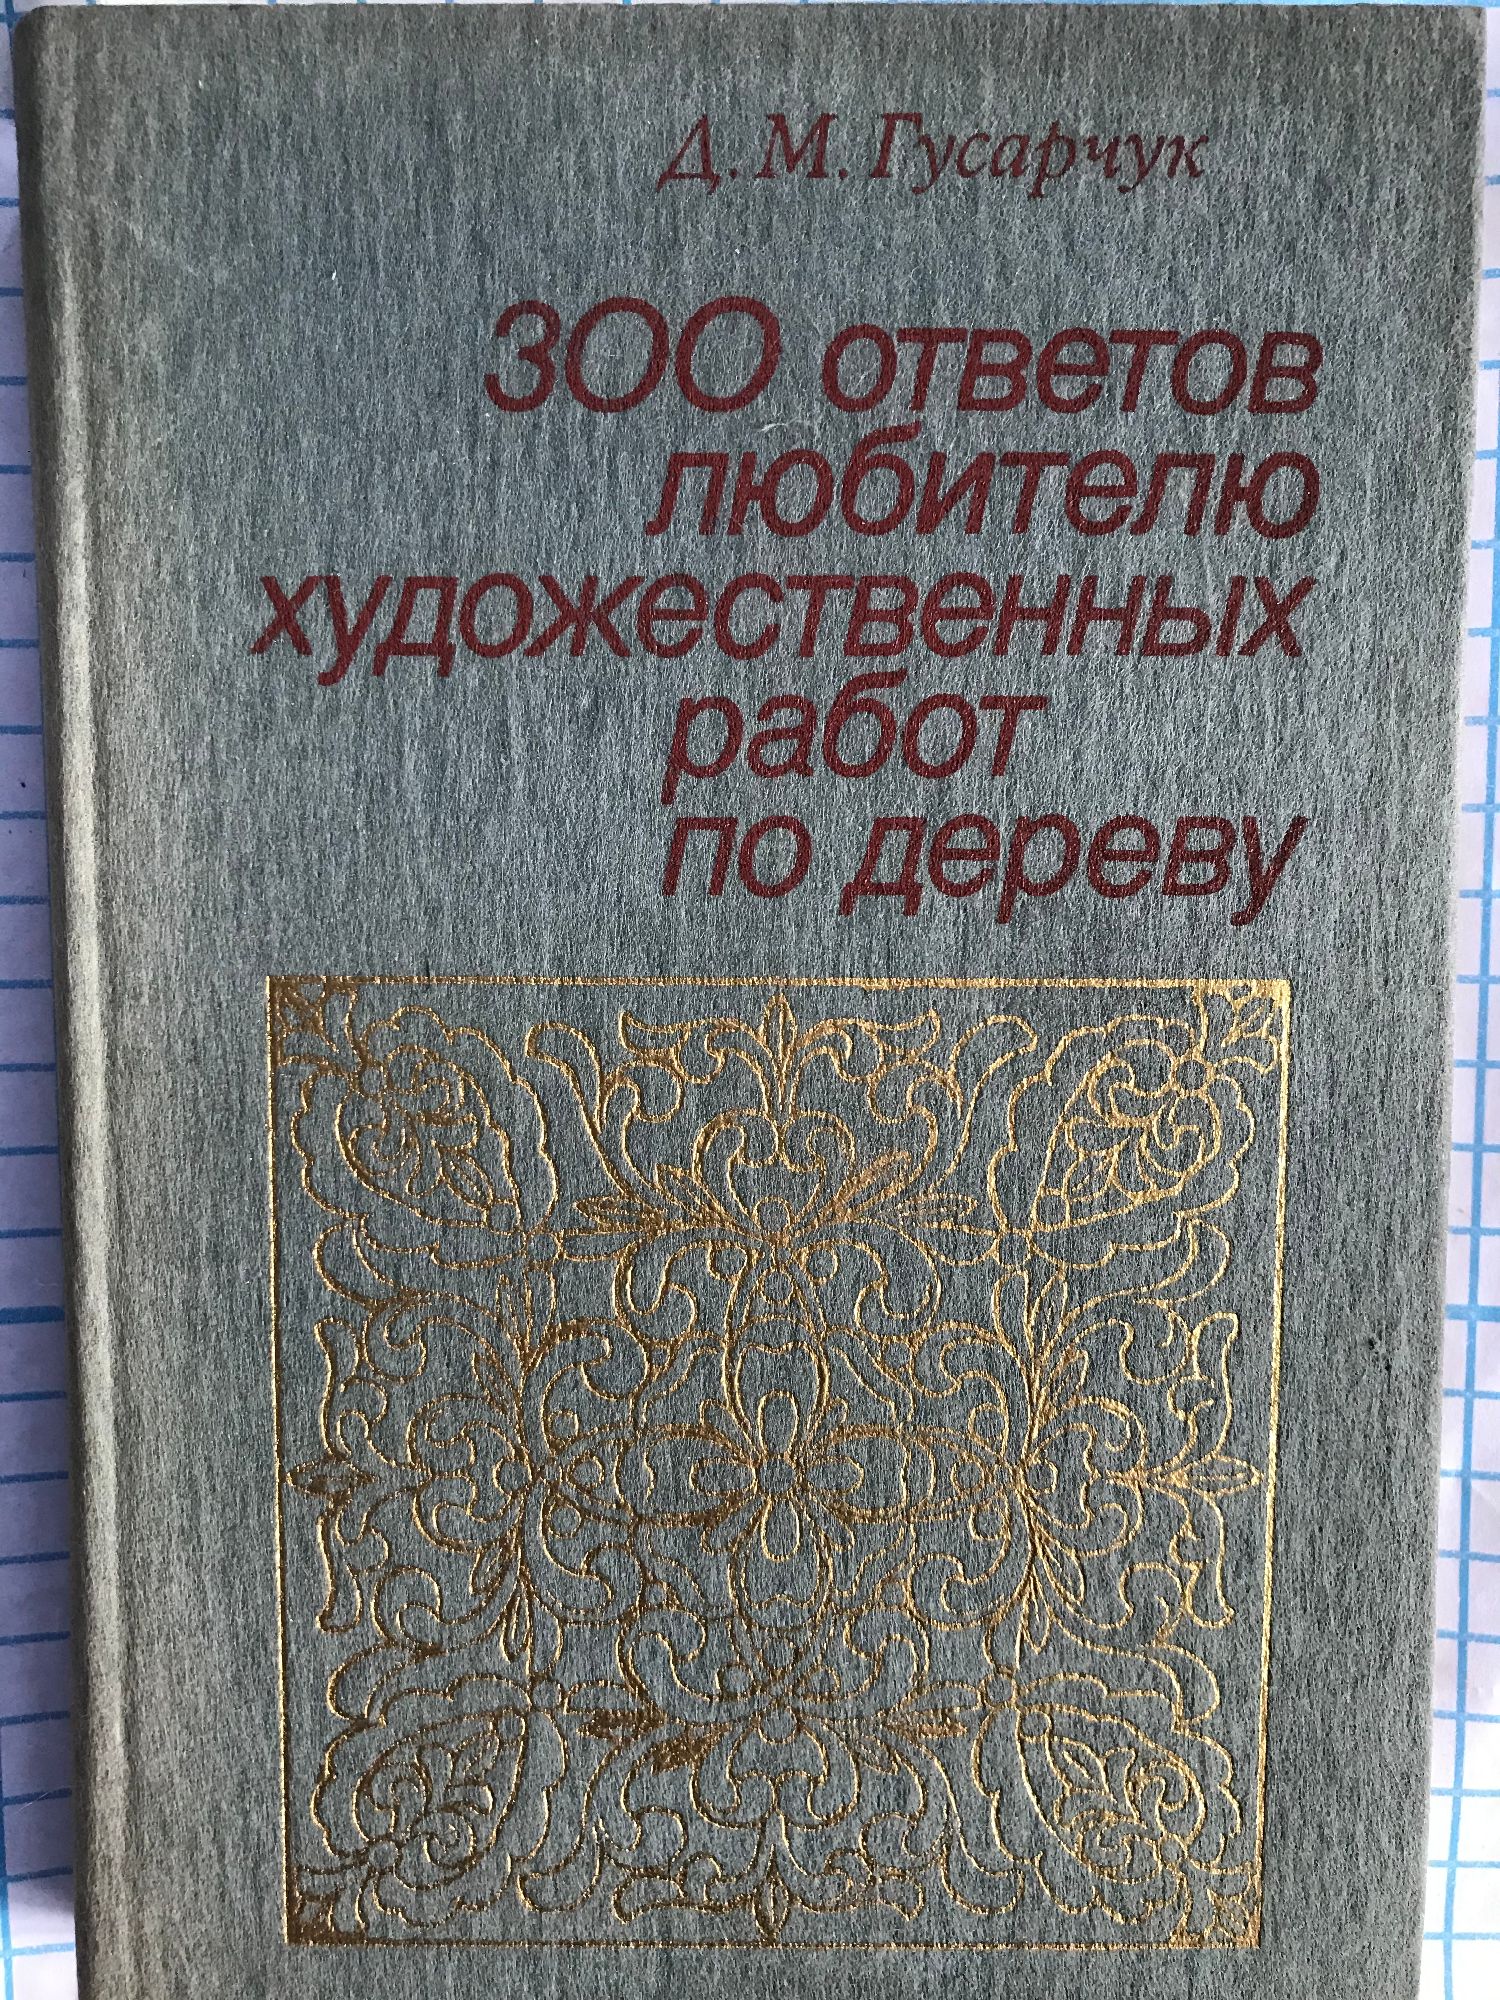 Д. М. Гусарчук
300 ответов
любителю
художественных
работ
по дереву